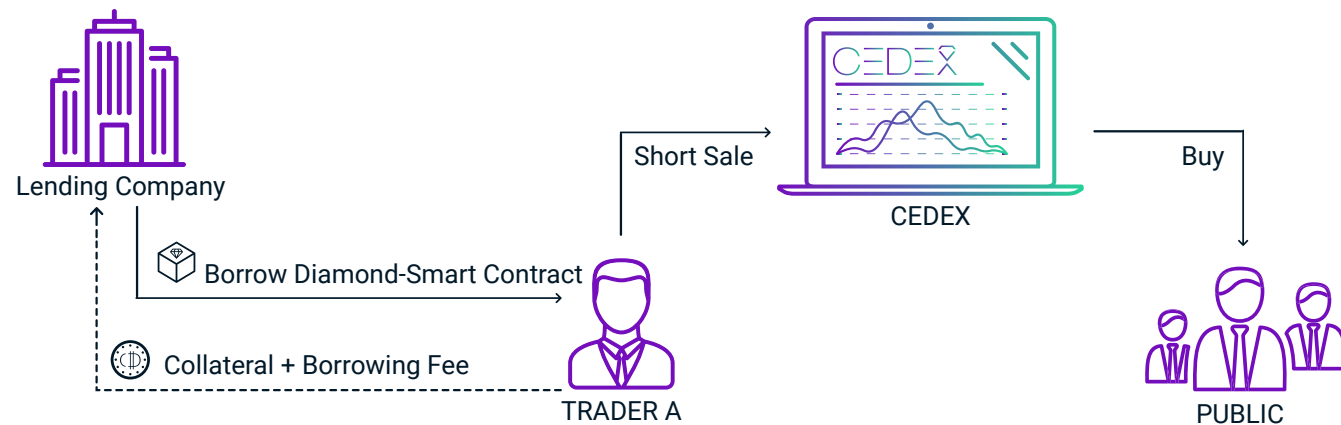 CEDEX
Lending Company
Short Sale
Buy
CEDEX
Borrow Diamond-Smart Contract
Collateral + Borrowing Fee
TRADER A
PUBLIC